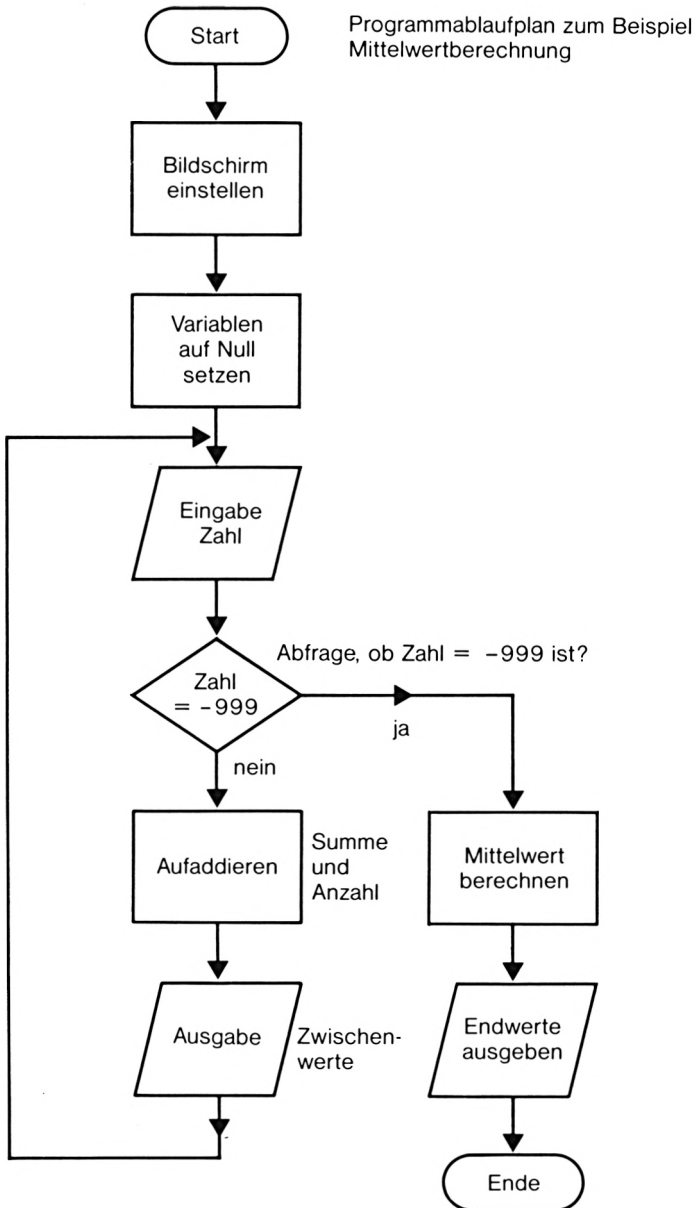 Start
Programmablaufplan zum Beispiel
Mittelwertberechnung
Bildschirm
einstellen
Variablen
auf Null
setzen
Eingabe
Zahl
Abfrage, ob Zahl = -999 ist?
Zahl
= -999
ja
nein
Aufaddieren
Summe
und
Anzahl
Mittelwert
berechnen
Ausgabe
Zwischen-
werte
Endwerte
ausgeben
Ende